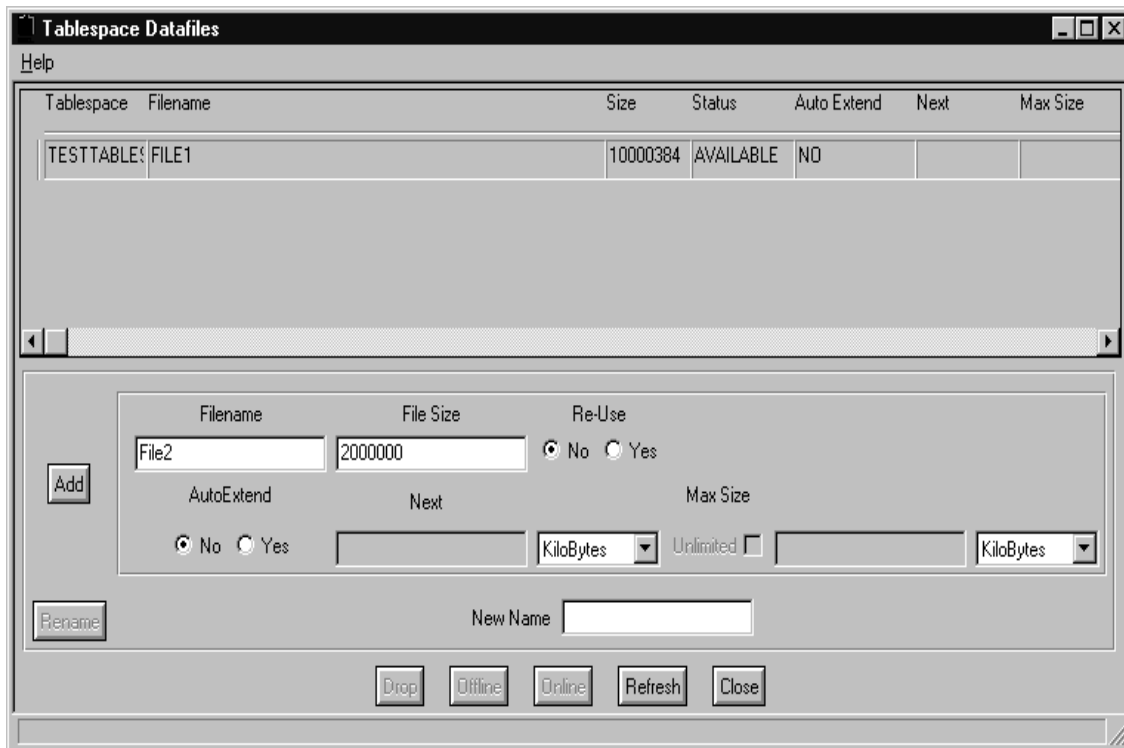 Tablespace Datafiles
Help
Tablespace Filename Size Status Auto Extend Next Max Size
TESTTABLES FILE1 10000384 AVAILABLE NO
Filename File Size Re-Use
File2 2000000 No Yes
Add
AutoExtend Next Max Size
No Yes KiloBytes Unlimited KiloBytes
Rename New Name
Drop Offline Online Refresh Close